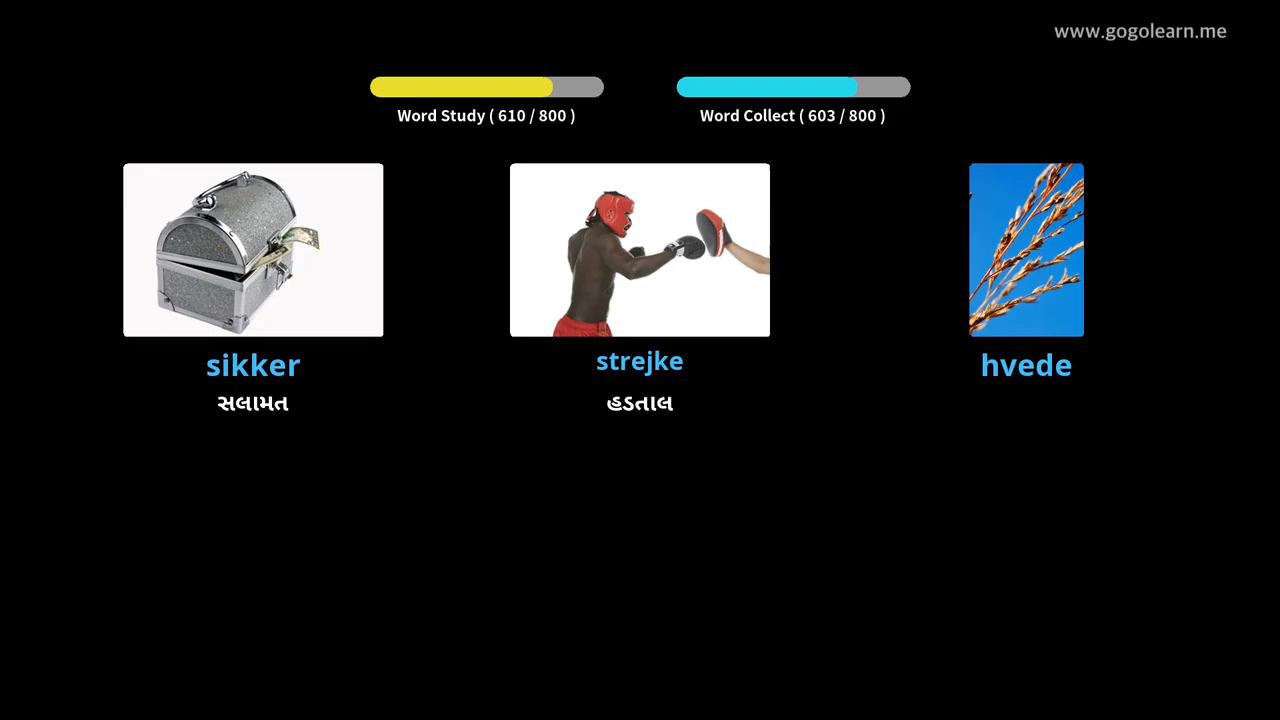 www.gogolearn.me
Word Study ( 610 / 800 )
Word Collect ( 603 / 800 )
sikker
strejke
hvede
સલામત
હડતાલ